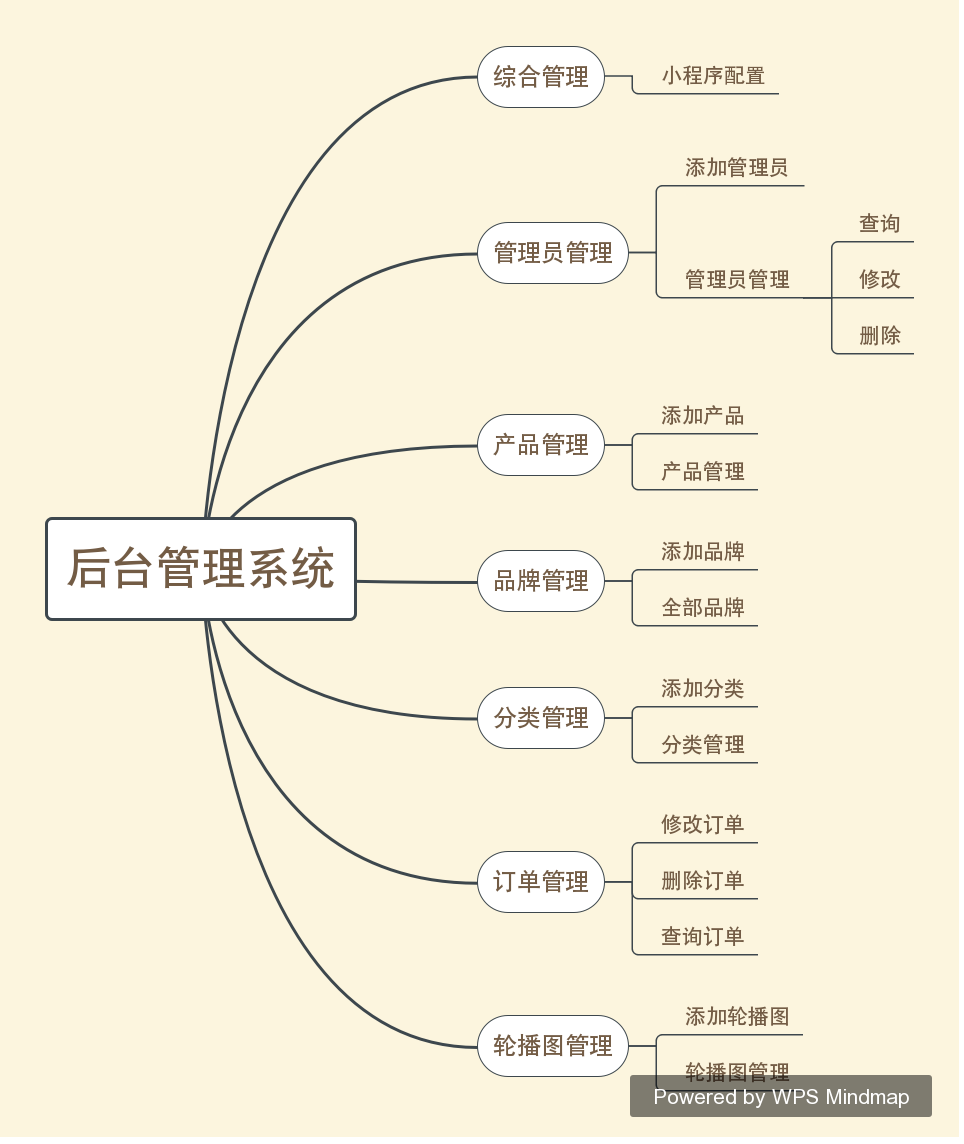 后台管理系统
综合管理
小程序配置
管理员管理
添加管理员
管理员管理
查询
修改
删除
产品管理
添加产品
产品管理
品牌管理
添加品牌
全部品牌
分类管理
添加分类
分类管理
订单管理
修改订单
删除订单
查询订单
轮播图管理
添加轮播图
轮播图管理
Powered by WPS Mindmap